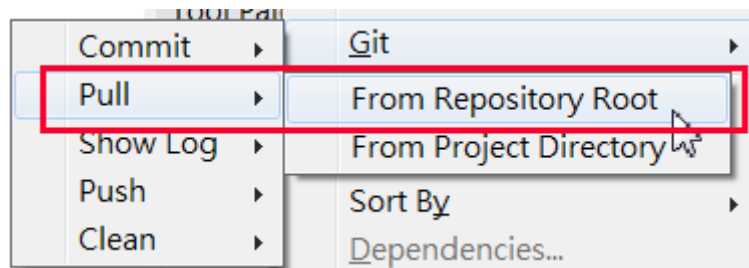 Commit
Pull
Show Log
Push
Clean
Git
From Repository Root
From Project Directory
Sort By
Dependencies...